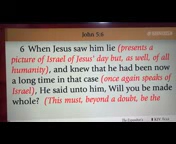 John 5:6
6 When Jesus saw him lie (presents a
picture of Israel of Jesus' day but, as well, of all
humanity), and knew that he had been now
a long time in that case (once again speaks of
Israel), He said unto him, Will you be made
whole? (This must, beyond a doubt, be the